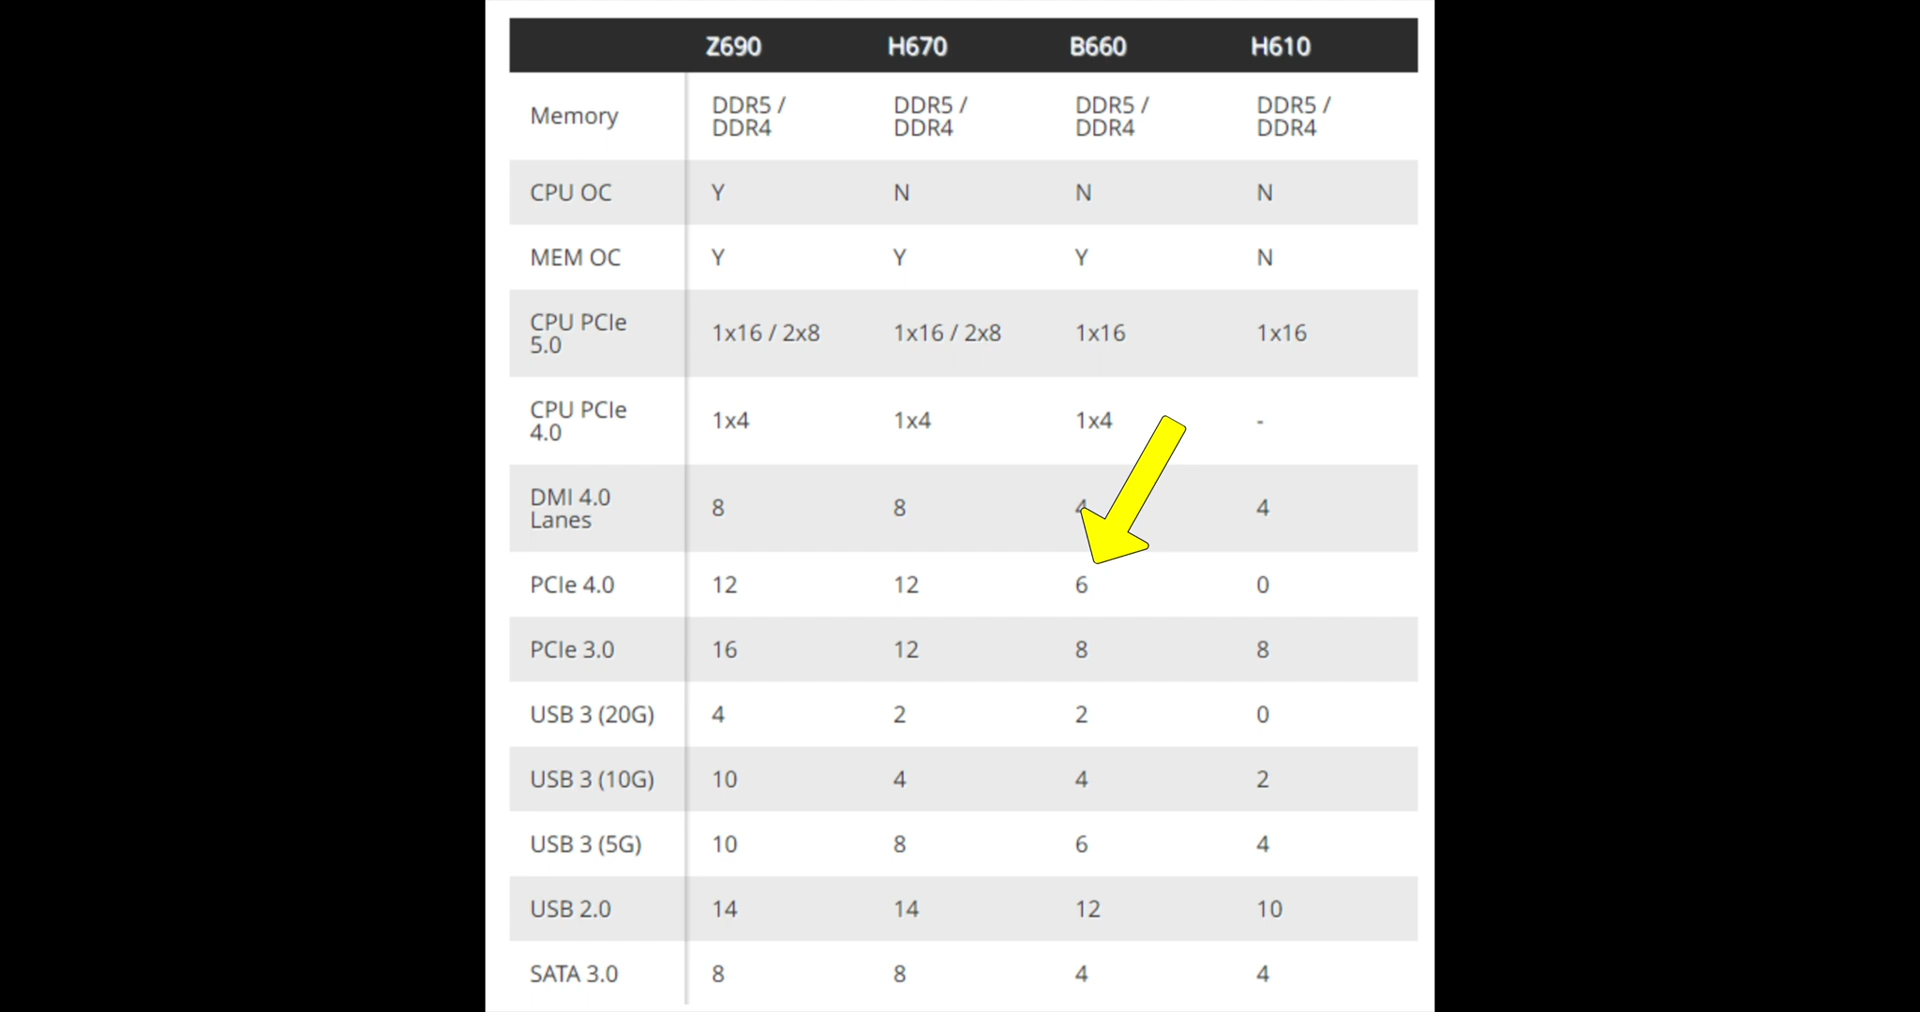 Z690 H670 B660 H610
Memory DDR5 / DDR4 DDR5 / DDR4 DDR5 / DDR4 DDR5 / DDR4
CPU OC Y N N N
MEM OC Y Y Y N
CPU PCIe 5.0 1x16 / 2x8 1x16 / 2x8 1x16 1x16
CPU PCIe 4.0 1x4 1x4 1x4 -
DMI 4.0 Lanes 8 8 4 4
PCIe 4.0 12 12 6 0
PCIe 3.0 16 12 8 8
USB 3 (20G) 4 2 2 0
USB 3 (10G) 10 4 4 2
USB 3 (5G) 10 8 6 4
USB 2.0 14 14 12 10
SATA 3.0 8 8 4 4